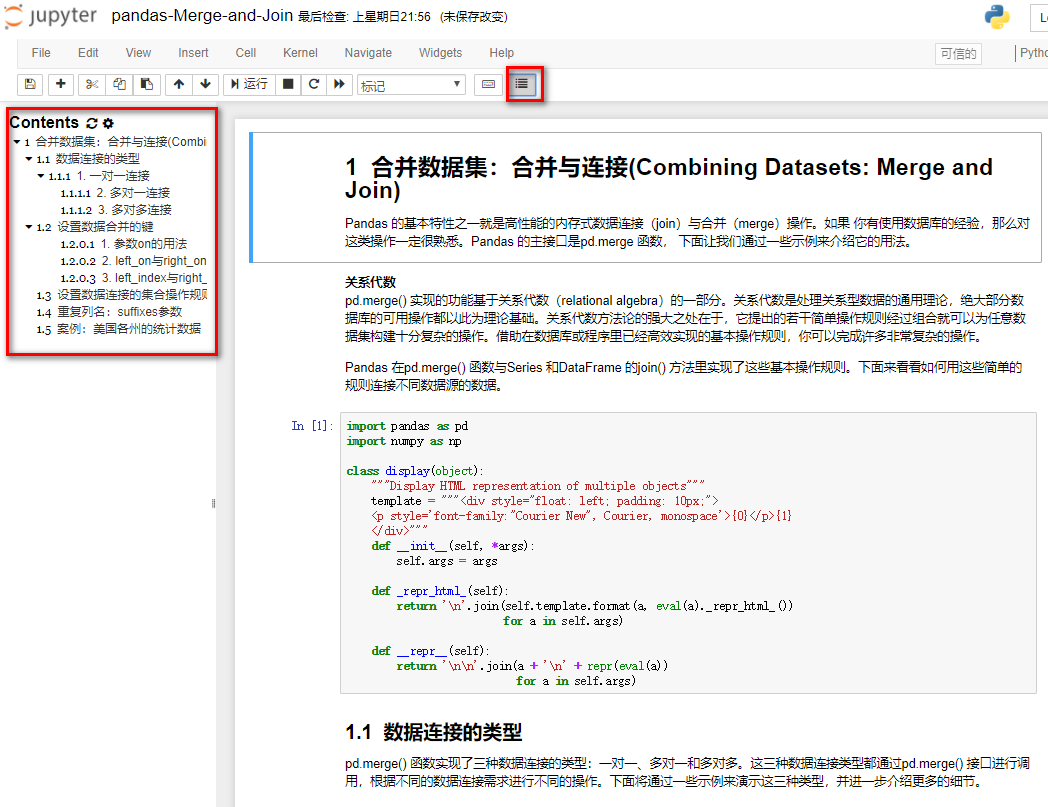 jupyter pandas-Merge-and-Join 最后检查: 上星期日21:56 (未保存改变)
File Edit View Insert Cell Kernel Navigate Widgets Help 可信的
运行 标记
Contents
1 合并数据集：合并与连接(Combi
1.1 数据连接的类型
1.1.1 1. 一对一连接
1.1.1.1 2. 多对一连接
1.1.1.2 3. 多对多连接
1.2 设置数据合并的键
1.2.0.1 1. 参数on的用法
1.2.0.2 2. left_on与right_on
1.2.0.3 3. left_index与right_
1.3 设置数据连接的集合操作规则
1.4 重复列名：suffixes参数
1.5 案例：美国各州的统计数据
1 合并数据集：合并与连接(Combining Datasets: Merge and
Join)
Pandas 的基本特性之一就是高性能的内存式数据连接（join）与合并（merge）操作。如果 你有使用数据库的经验，那么对
这类操作一定很熟悉。Pandas 的主接口是pd.merge 函数， 下面让我们通过一些示例来介绍它的用法。
关系代数
pd.merge() 实现的功能基于关系代数（relational algebra）的一部分。关系代数是处理关系型数据的通用理论，绝大部分数
据库的可用操作都以此为理论基础。关系代数方法论的强大之处在于，它提出的若干简单操作规则经过组合就可以为任意数
据集构建十分复杂的操作。借助在数据库或程序里已经高效实现的基本操作规则，你可以完成许多非常复杂的操作。
Pandas 在pd.merge() 函数与Series 和DataFrame 的join() 方法里实现了这些基本操作规则。下面来看看如何用这些简单的
规则连接不同数据源的数据。
In [1]:
import pandas as pd
import numpy as np
class display(object):
"""Display HTML representation of multiple objects"""
template = """<div style="float: left; padding: 10px;">
<p style='font-family:"Courier New", Courier, monospace'>{0}</p>{1}
</div>"""
def __init__(self, *args):
self.args = args
def _repr_html_(self):
return '\n'.join(self.template.format(a, eval(a)._repr_html_())
for a in self.args)
def __repr__(self):
return '\n\n'.join(a + '\n' + repr(eval(a))
for a in self.args)
1.1 数据连接的类型
pd.merge() 函数实现了三种数据连接的类型：一对一、多对一和多对多。这三种数据连接类型都通过pd.merge() 接口进行调
用，根据不同的数据连接需求进行不同的操作。下面将通过一些示例来演示这三种类型，并进一步介绍更多的细节。